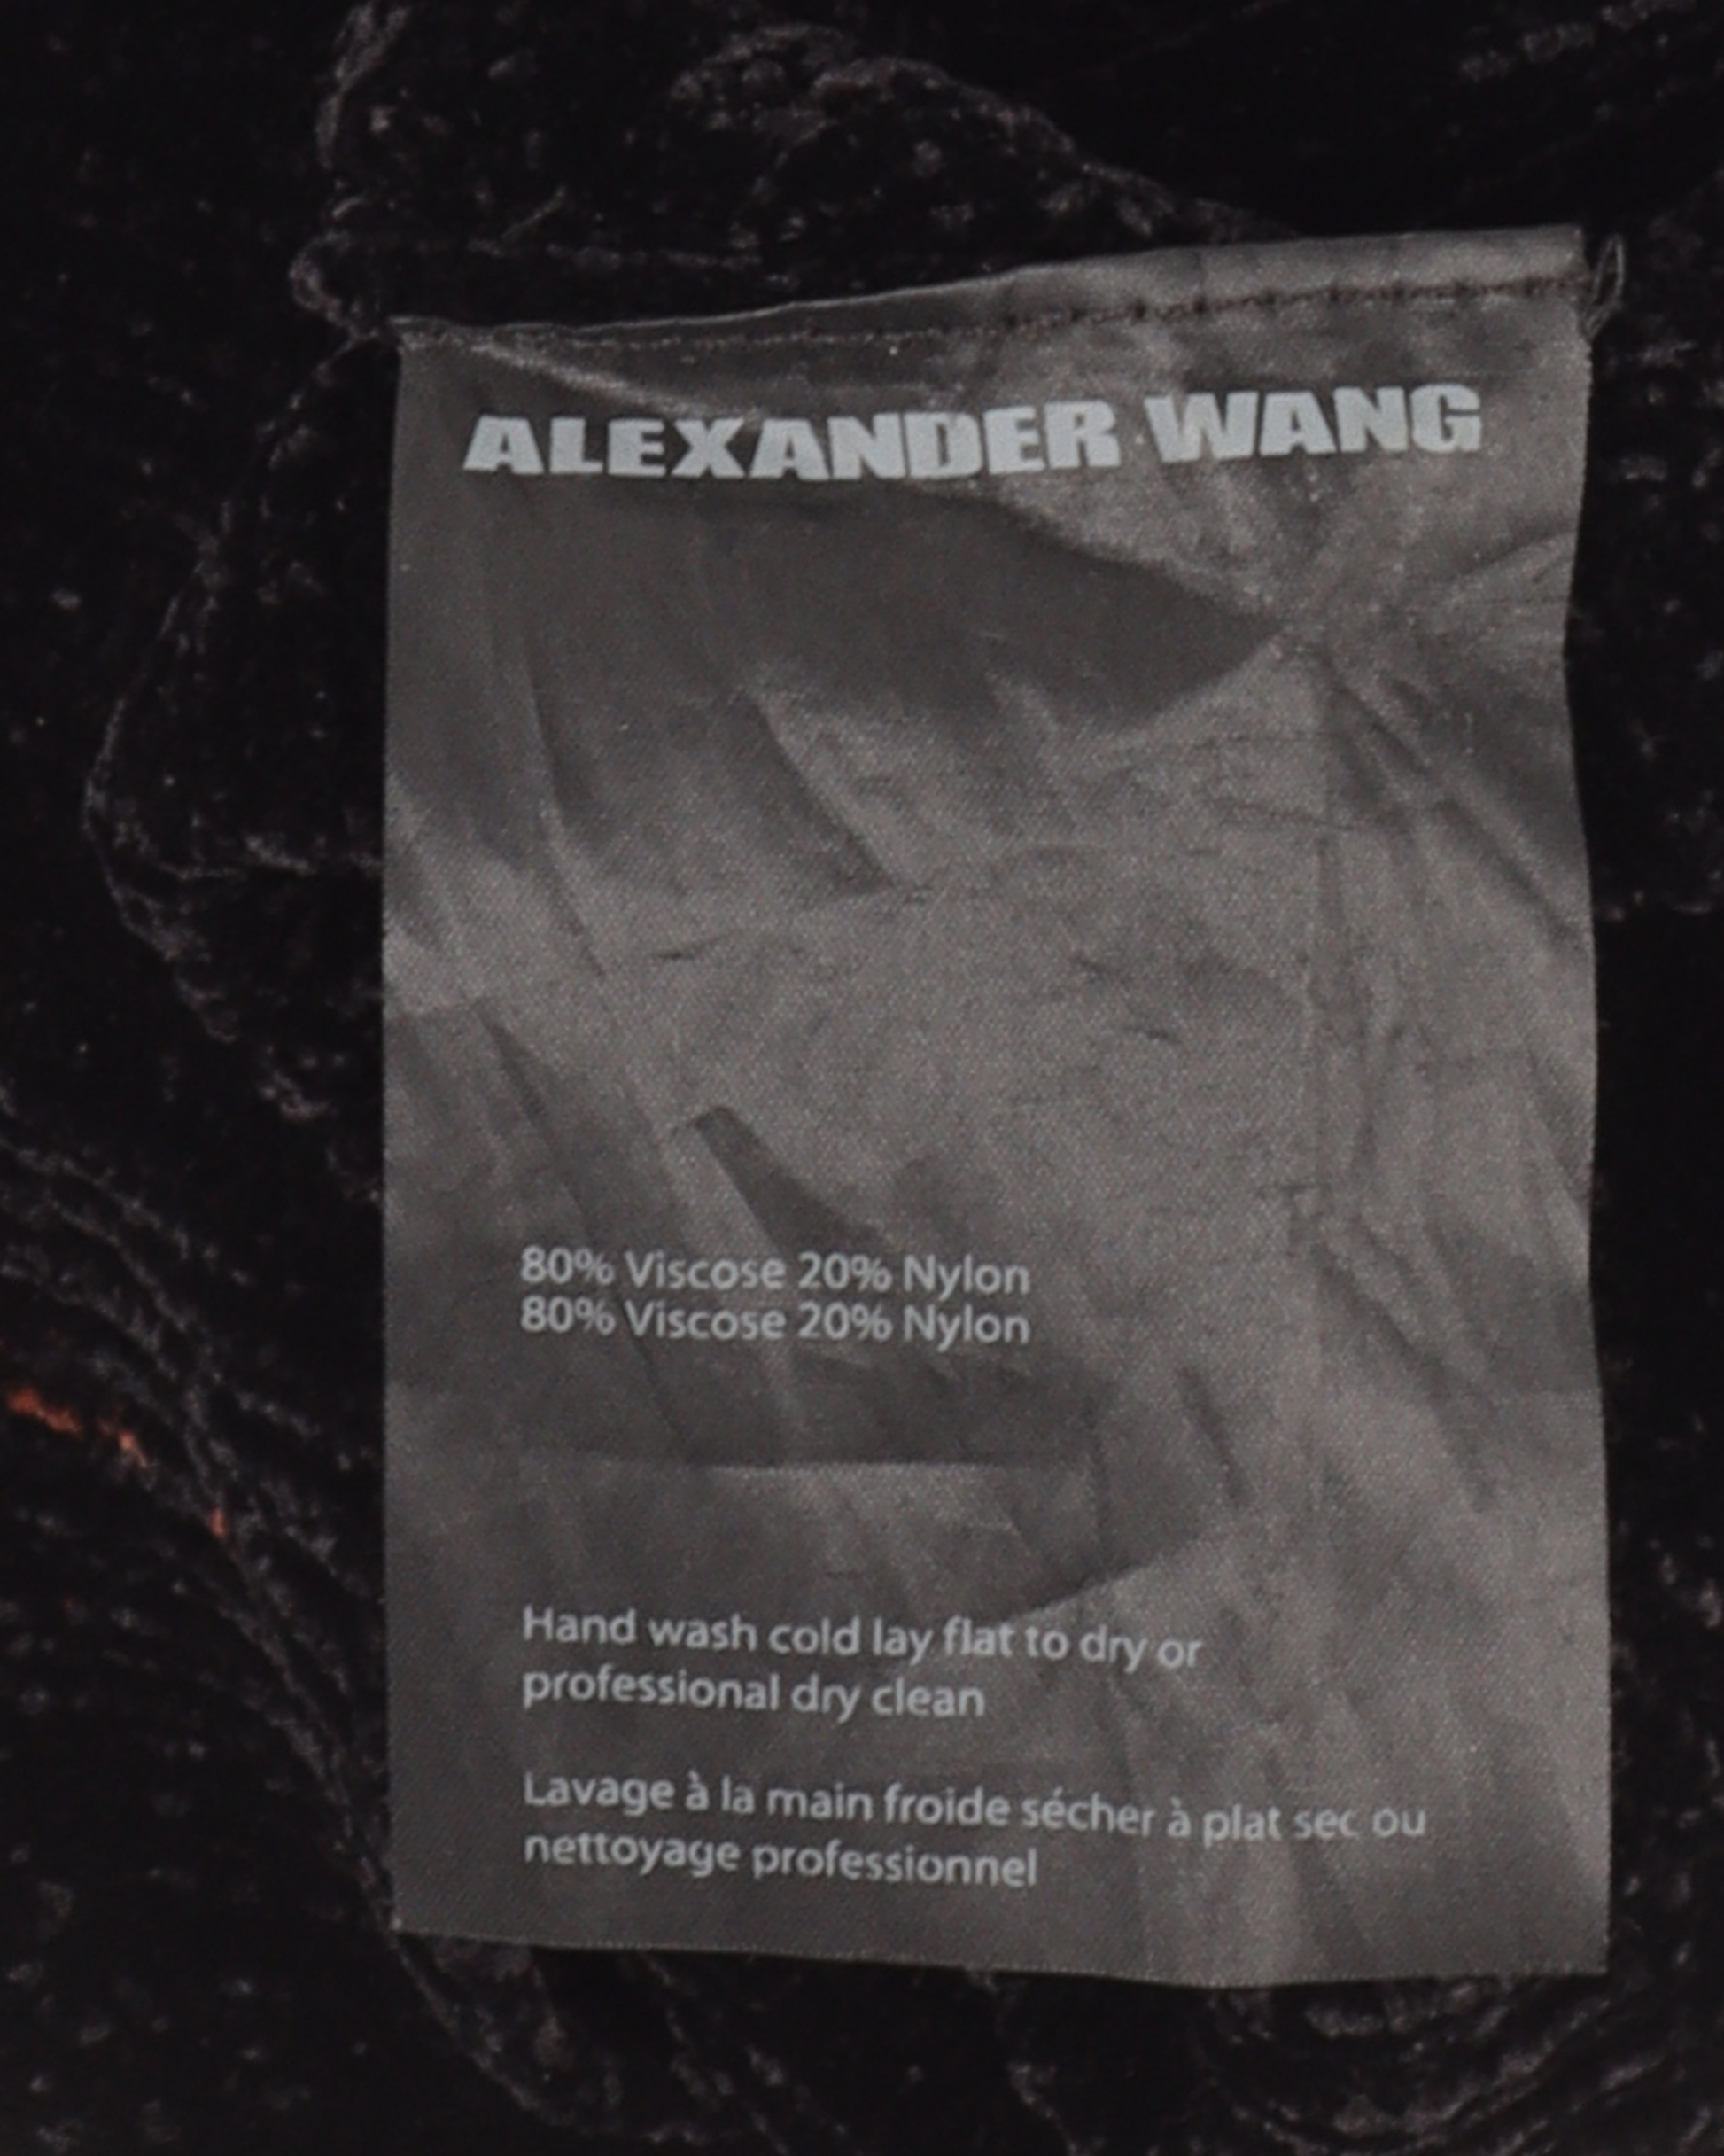 ALEXANDER WANG
80% Viscose 20% Nylon
80% Viscose 20% Nylon
Hand wash cold lay flat to dry or
professional dry clean
Lavage à la main froide sécher à plat sec ou
nettoyage professionnel